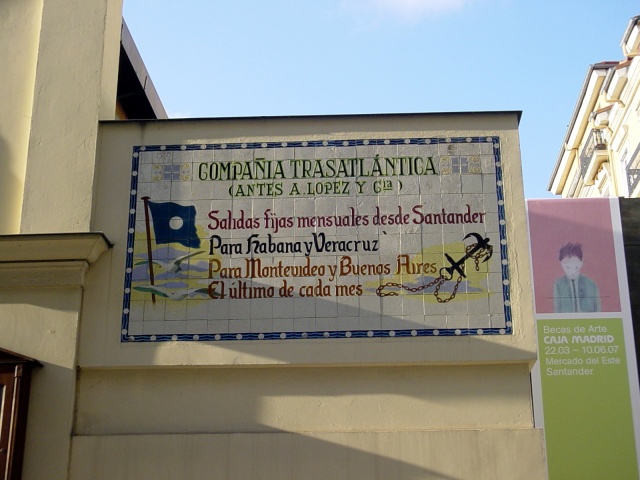 COMPAÑIA TRASATLÁNTICA
(ANTES A. LOPEZ Y Cia)
Salidas fijas mensuales desde Santander
Para Habana y Veracruz
Para Montevideo y Buenos Aires
El último de cada mes
Becas de Arte
CAJA MADRID
22.03 – 10.06.07
Mercado del Este
Santander